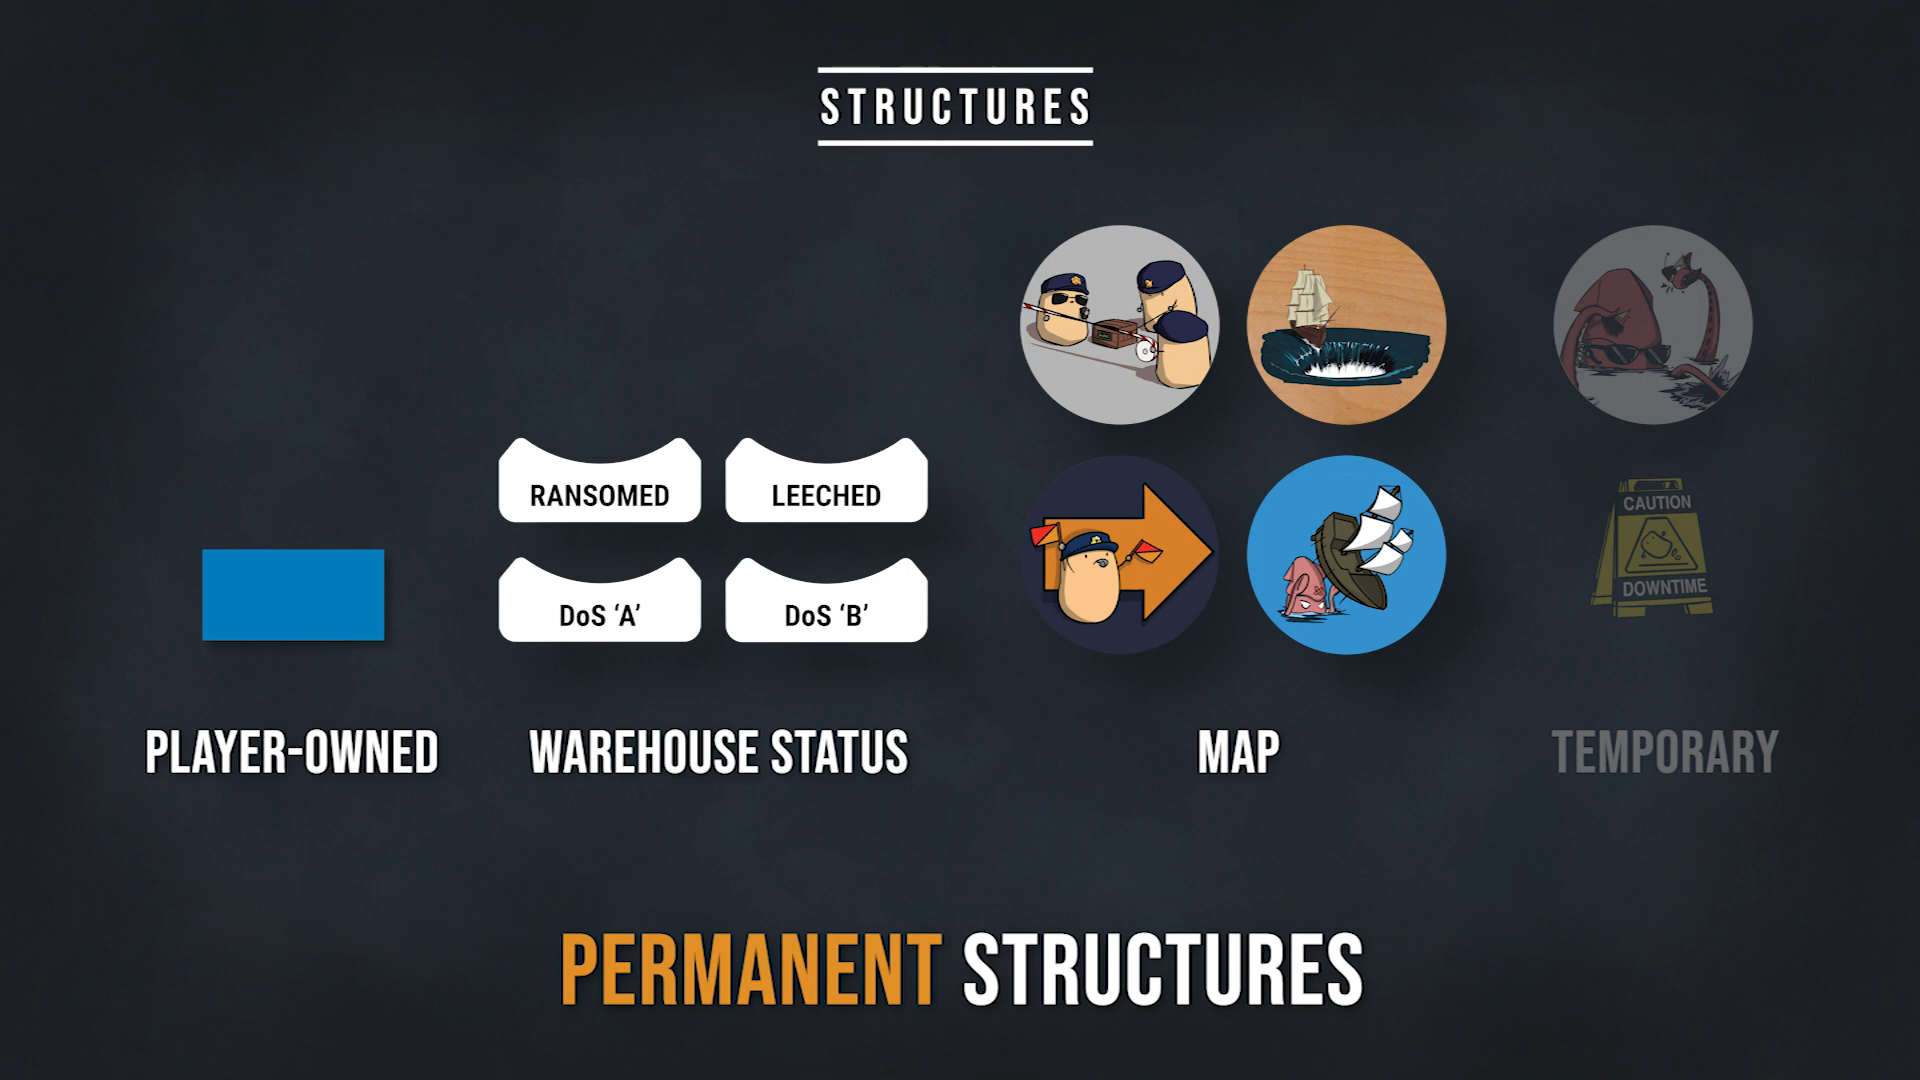 STRUCTURES
RANSOMED
LEECHED
DoS ‘A’
DoS ‘B’
CAUTION
DOWNTIME
PLAYER-OWNED
WAREHOUSE STATUS
MAP
TEMPORARY
PERMANENT STRUCTURES